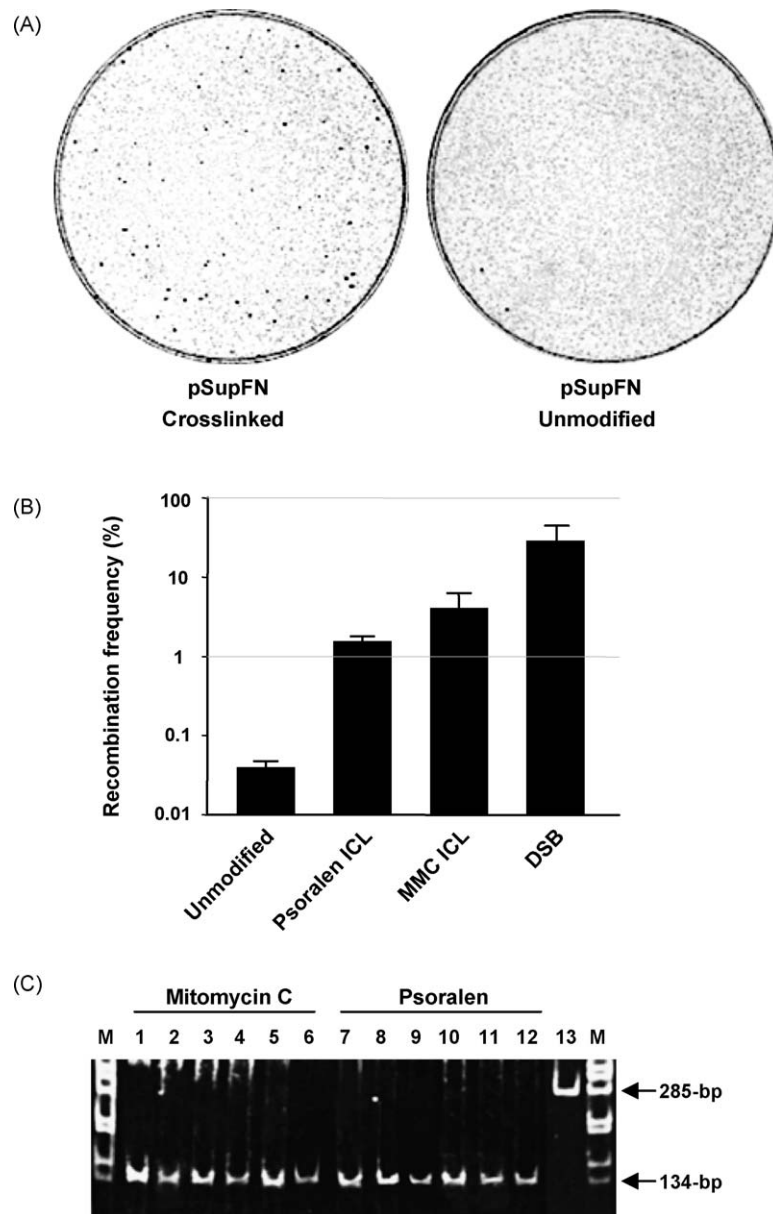 (A)
pSupFN
Crosslinked
pSupFN
Unmodified
(B)
Recombination frequency (%)
100
10
1
0.1
0.01
Unmodified
Psoralen ICL
MMC ICL
DSB
(C)
Mitomycin C
Psoralen
M 1 2 3 4 5 6 7 8 9 10 11 12 13 M
285-bp
134-bp